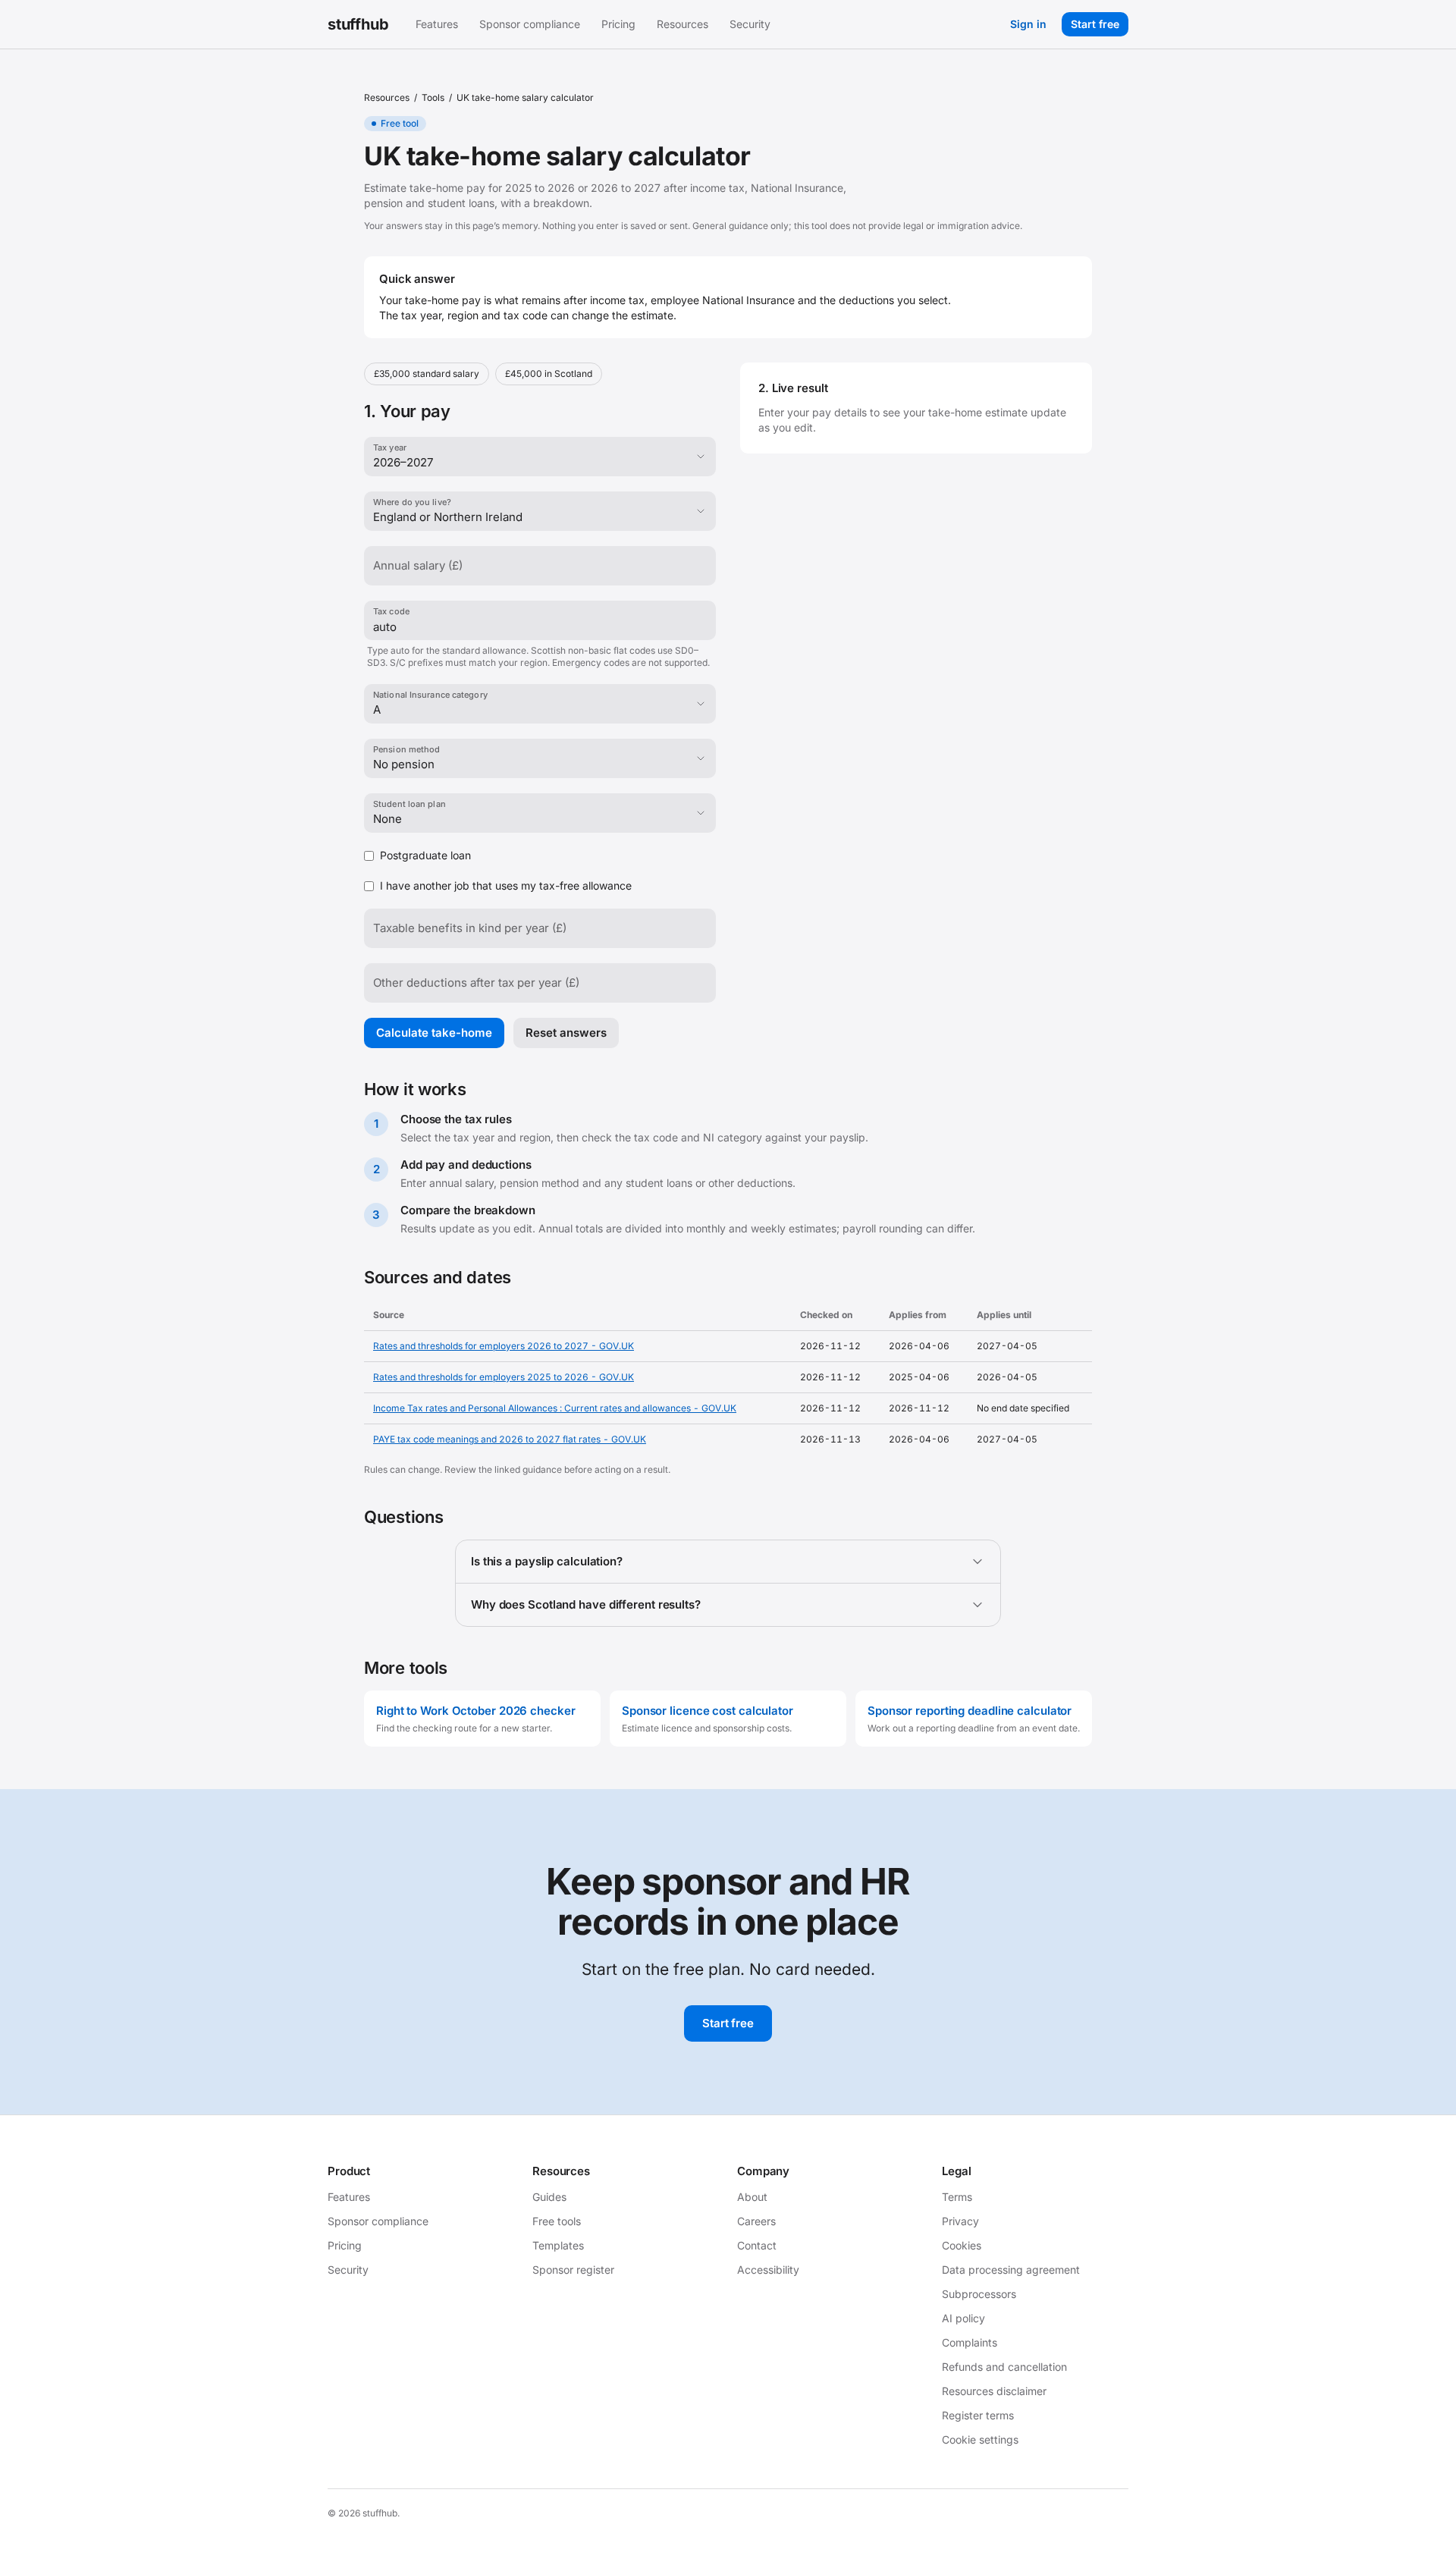 stuffhub
Features
Sponsor compliance
Pricing
Resources
Security
Sign in
Start free
Resources / Tools / UK take-home salary calculator
Free tool
UK take-home salary calculator
Estimate take-home pay for 2025 to 2026 or 2026 to 2027 after income tax, National Insurance,
pension and student loans, with a breakdown.
Your answers stay in this page's memory. Nothing you enter is saved or sent. General guidance only; this tool does not provide legal or immigration advice.
Quick answer
Your take-home pay is what remains after income tax, employee National Insurance and the deductions you select.
The tax year, region and tax code can change the estimate.
£35,000 standard salary
£45,000 in Scotland
1. Your pay
Tax year
2026–2027
Where do you live?
England or Northern Ireland
Annual salary (£)
Tax code
auto
Type auto for the standard allowance. Scottish non-basic flat codes use SD0–
SD3. S/C prefixes must match your region. Emergency codes are not supported.
National Insurance category
A
Pension method
No pension
Student loan plan
None
Postgraduate loan
I have another job that uses my tax-free allowance
Taxable benefits in kind per year (£)
Other deductions after tax per year (£)
Calculate take-home
Reset answers
2. Live result
Enter your pay details to see your take-home estimate update
as you edit.
How it works
1
Choose the tax rules
Select the tax year and region, then check the tax code and NI category against your payslip.
2
Add pay and deductions
Enter annual salary, pension method and any student loans or other deductions.
3
Compare the breakdown
Results update as you edit. Annual totals are divided into monthly and weekly estimates; payroll rounding can differ.
Sources and dates
Source Checked on Applies from Applies until
Rates and thresholds for employers 2026 to 2027 - GOV.UK 2026-11-12 2026-04-06 2027-04-05
Rates and thresholds for employers 2025 to 2026 - GOV.UK 2026-11-12 2025-04-06 2026-04-05
Income Tax rates and Personal Allowances : Current rates and allowances - GOV.UK 2026-11-12 2026-11-12 No end date specified
PAYE tax code meanings and 2026 to 2027 flat rates - GOV.UK 2026-11-13 2026-04-06 2027-04-05
Rules can change. Review the linked guidance before acting on a result.
Questions
Is this a payslip calculation?
Why does Scotland have different results?
More tools
Right to Work October 2026 checker
Find the checking route for a new starter.
Sponsor licence cost calculator
Estimate licence and sponsorship costs.
Sponsor reporting deadline calculator
Work out a reporting deadline from an event date.
Keep sponsor and HR
records in one place
Start on the free plan. No card needed.
Start free
Product
Features
Sponsor compliance
Pricing
Security
Resources
Guides
Free tools
Templates
Sponsor register
Company
About
Careers
Contact
Accessibility
Legal
Terms
Privacy
Cookies
Data processing agreement
Subprocessors
AI policy
Complaints
Refunds and cancellation
Resources disclaimer
Register terms
Cookie settings
© 2026 stuffhub.